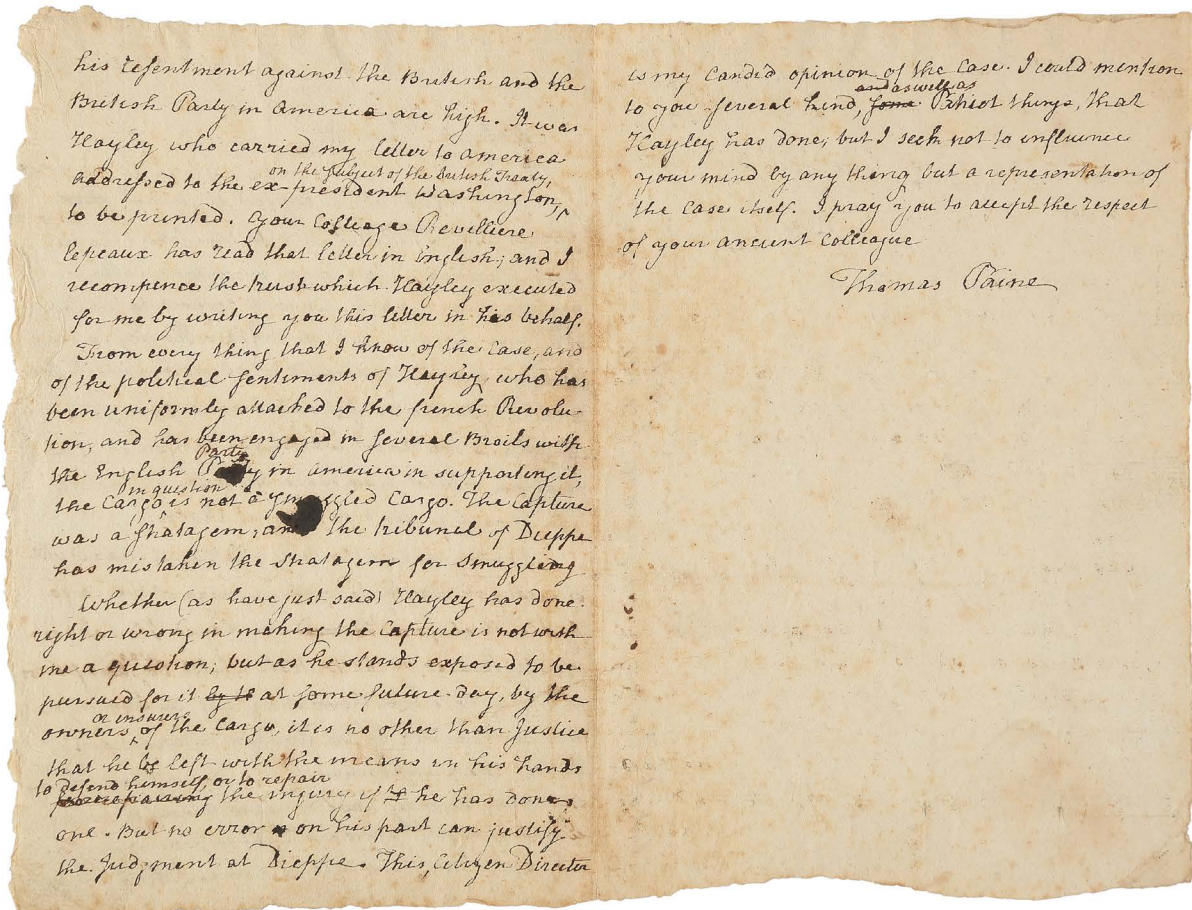 his resentment against the British and the
British Party in America are high. It was
Hayley who carried my letter to America
on the subject of the British Treaty,
addressed to the ex-president Washington,
to be printed. Your Colleage Revelliere
lepeaux has read that letter in English; and I
recompence the trust which Hayley executed
for me by writing you this letter in his behalf.
From every thing that I know of the Case, and
of the political sentiments of Hayley, who has
been uniformly attached to the french Revolu-
tion, and has been engaged in several Broils with
Party
the English Party in America in supporting it,
in question
the Cargo is not a smuggled Cargo. The Capture
was a stratagem; and the tribunal of Dieppe
has mistaken the stratagem for smuggling
Whether (as have just said) Hayley has done
right or wrong in making the Capture is not with
me a question; but as he stands exposed to be
pursued for it by th at some future day, by the
or insurers
owners, of the Cargo, it is no other than Justice
that he be left with the means in his hands
to defend himself, or to repair
for repairing the injury if he has done
one. But no error on his part can justify
the Judgment at Dieppe. This, Citizen Director
is my candid opinion of the Case. I could mention
and as well as
to you several kind, some Patriot things, that
Hayley has done; but I seek not to influence
your mind by any thing but a representation of
the Case itself. I pray you to accept the respect
of your ancient Colleague
Thomas Paine